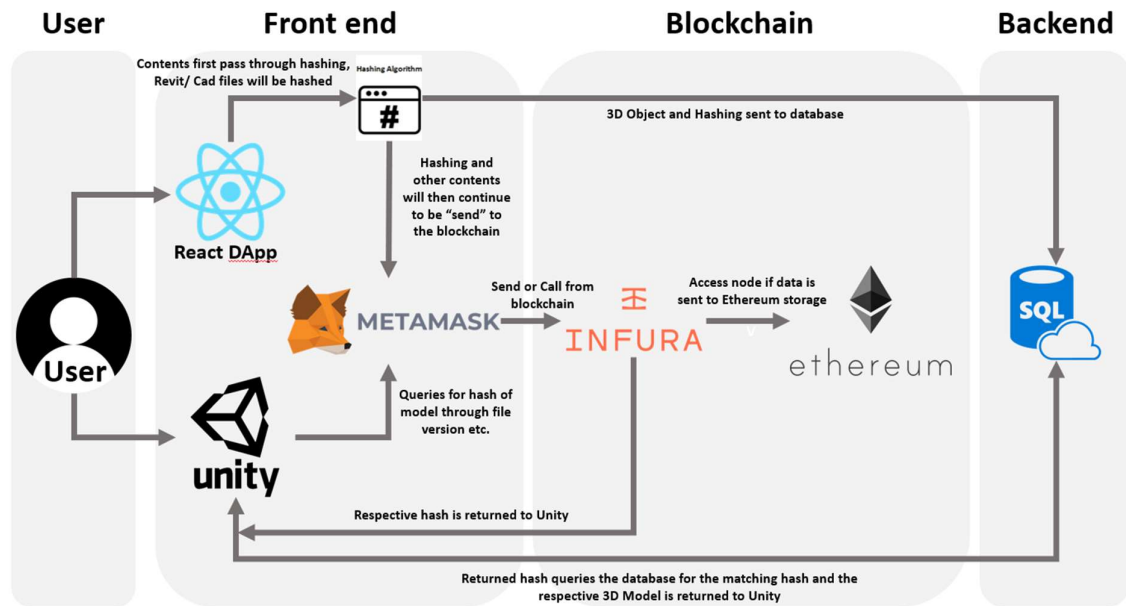 User
Front end
Blockchain
Backend
Contents first pass through hashing,
Revit/ Cad files will be hashed
Hashing Algorithm
#
3D Object and Hashing sent to database
Hashing and
other contents
will then continue
to be “send” to
the blockchain
React DApp
Send or Call from
blockchain
Access node if data is
sent to Ethereum storage
METAMASK
INFURA
ethereum
SQL
User
Queries for hash of
model through file
version etc.
unity
Respective hash is returned to Unity
Returned hash queries the database for the matching hash and the
respective 3D Model is returned to Unity